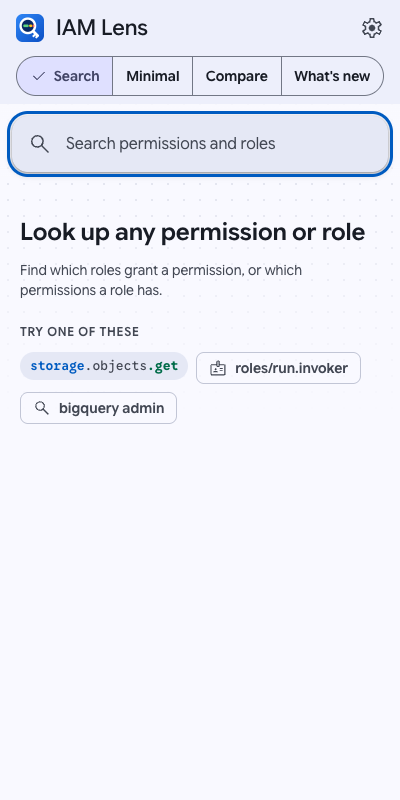 IAM Lens
Search
Minimal
Compare
What's new
Search permissions and roles
Look up any permission or role
Find which roles grant a permission, or which
permissions a role has.
TRY ONE OF THESE
storage.objects.get
roles/run.invoker
bigquery admin